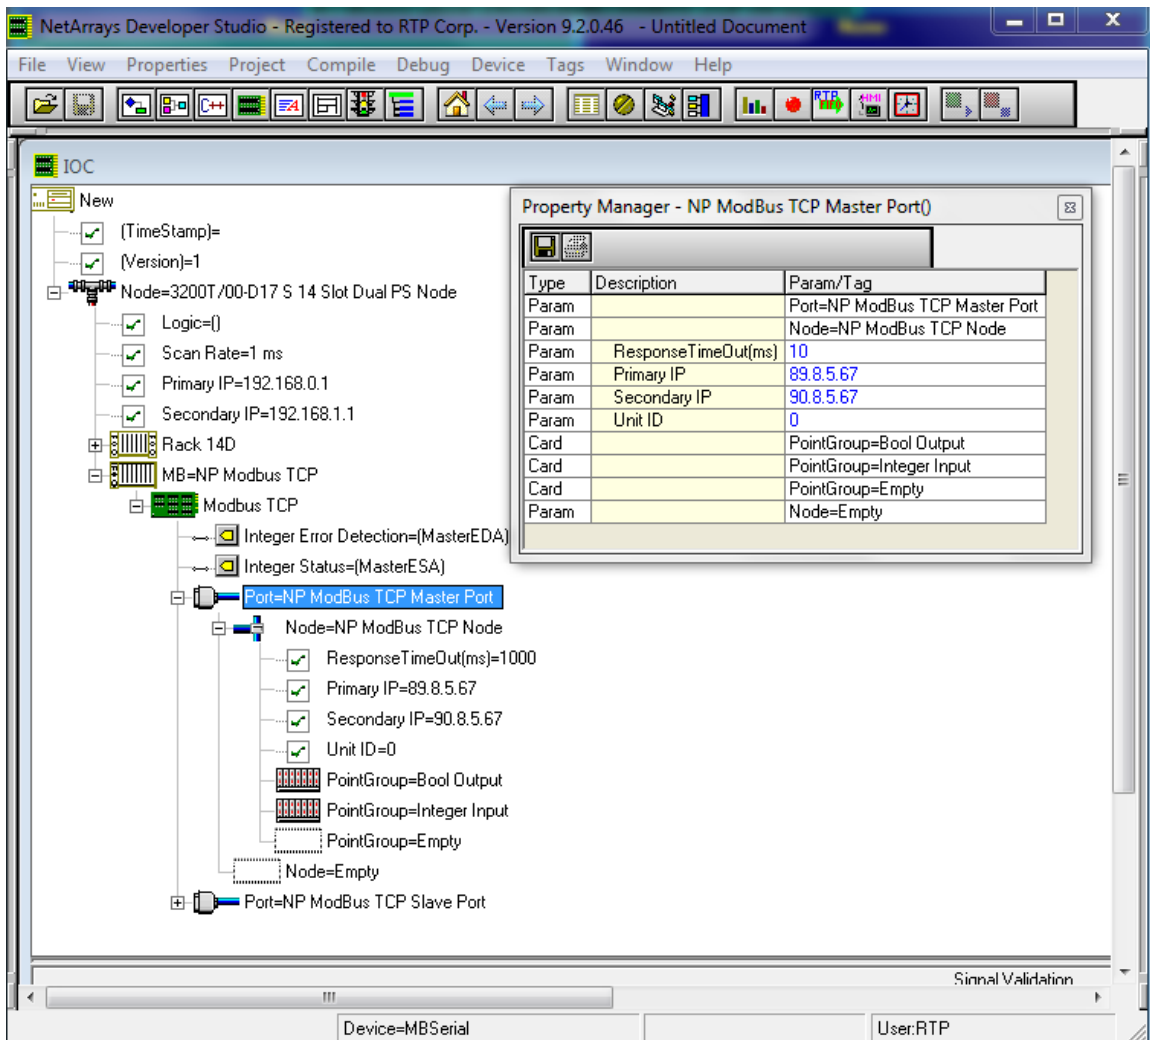 NetArrays Developer Studio - Registered to RTP Corp. - Version 9.2.0.46 - Untitled Document
File View Properties Project Compile Debug Device Tags Window Help
C++
RTP
HMI
IOC
New
(TimeStamp)=
(Version)=1
Node=3200T/00-D17 S 14 Slot Dual PS Node
Logic=()
Scan Rate=1 ms
Primary IP=192.168.0.1
Secondary IP=192.168.1.1
Rack 14D
MB=NP Modbus TCP
Modbus TCP
Integer Error Detection=(MasterEDA)
Integer Status=(MasterESA)
Port=NP ModBus TCP Master Port
Node=NP ModBus TCP Node
ResponseTimeOut(ms)=1000
Primary IP=89.8.5.67
Secondary IP=90.8.5.67
Unit ID=0
PointGroup=Bool Output
PointGroup=Integer Input
PointGroup=Empty
Node=Empty
Port=NP ModBus TCP Slave Port
Property Manager - NP ModBus TCP Master Port()
Type Description Param/Tag
Param Port=NP ModBus TCP Master Port
Param Node=NP ModBus TCP Node
Param ResponseTimeOut(ms) 10
Param Primary IP 89.8.5.67
Param Secondary IP 90.8.5.67
Param Unit ID 0
Card PointGroup=Bool Output
Card PointGroup=Integer Input
Card PointGroup=Empty
Param Node=Empty
Signal Validation
Device=MBSerial User:RTP